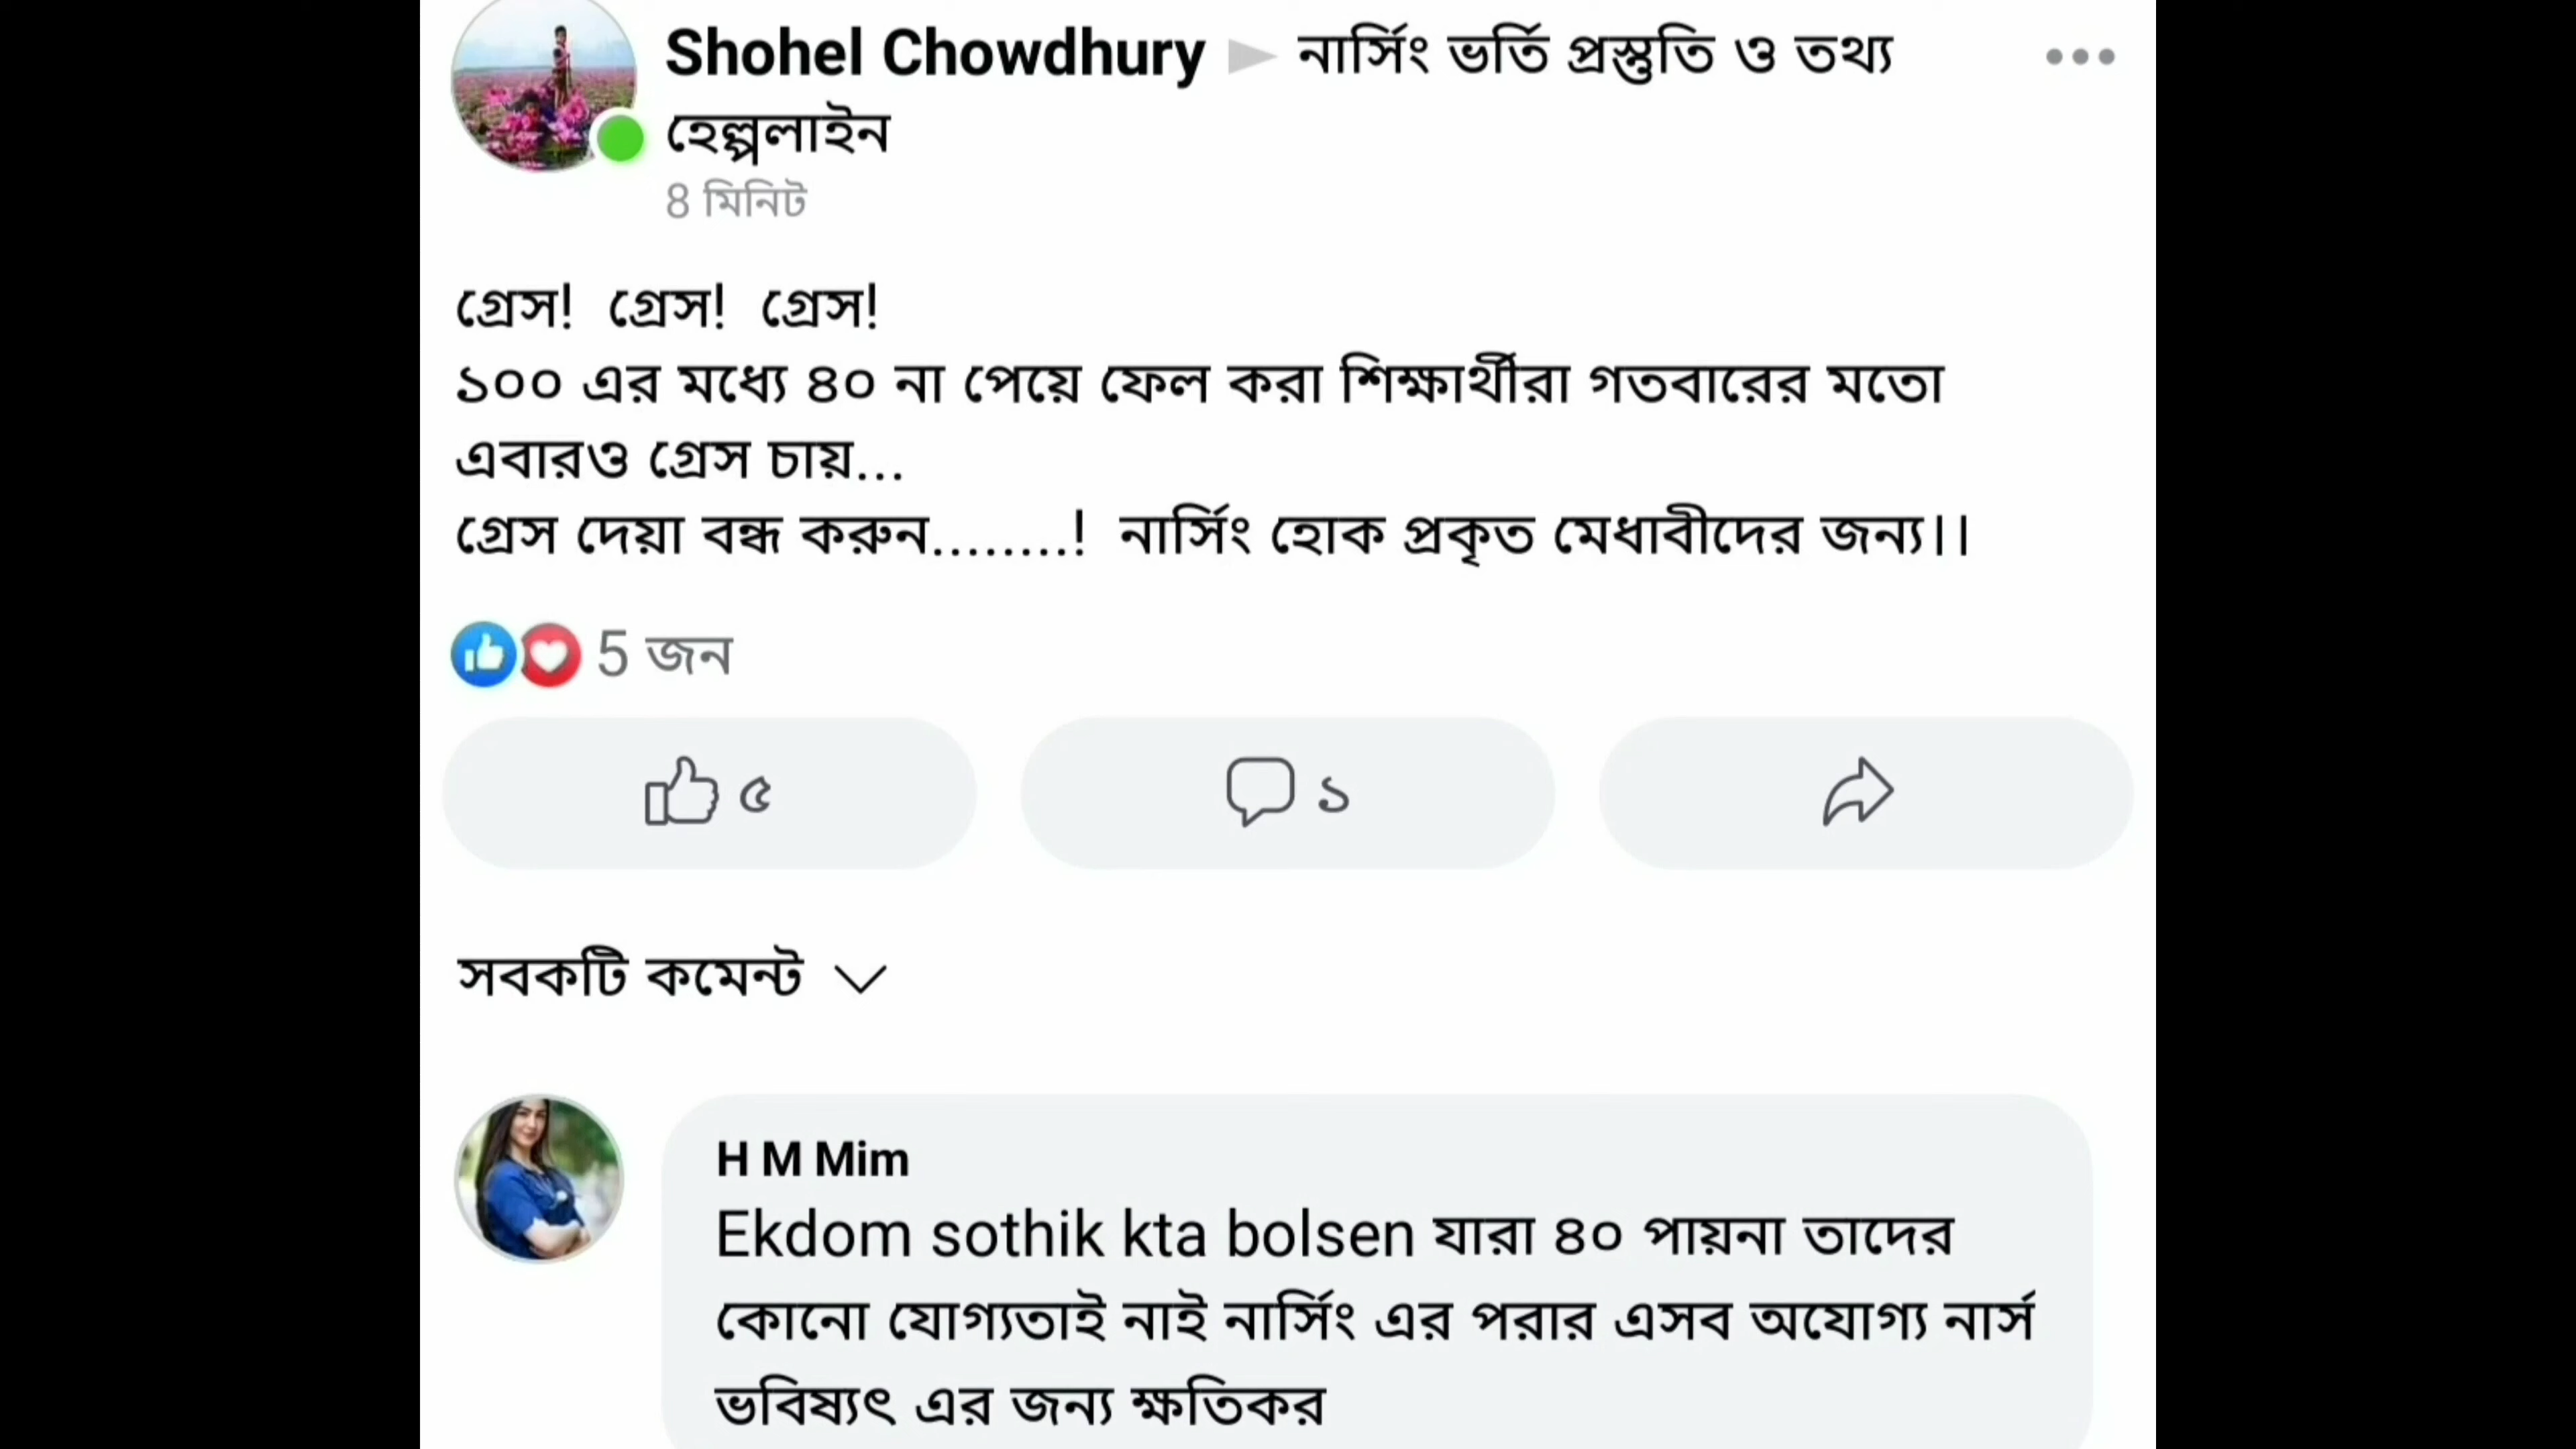 Shohel Chowdhury ▶ নার্সিং ভর্তি প্রস্তুতি ও তথ্য
হেল্পলাইন
8 মিনিট
গ্রেস! গ্রেস! গ্রেস!
১০০ এর মধ্যে ৪০ না পেয়ে ফেল করা শিক্ষার্থীরা গতবারের মতো
এবারও গ্রেস চায়...
গ্রেস দেয়া বন্ধ করুন.........! নার্সিং হোক প্রকৃত মেধাবীদের জন্য।।
5 জন
৫
১
সবকটি কমেন্ট
H M Mim
Ekdom sothik kta bolsen যারা ৪০ পায়না তাদের
কোনো যোগ্যতাই নাই নার্সিং এর পরার এসব অযোগ্য নার্স
ভবিষ্যৎ এর জন্য ক্ষতিকর